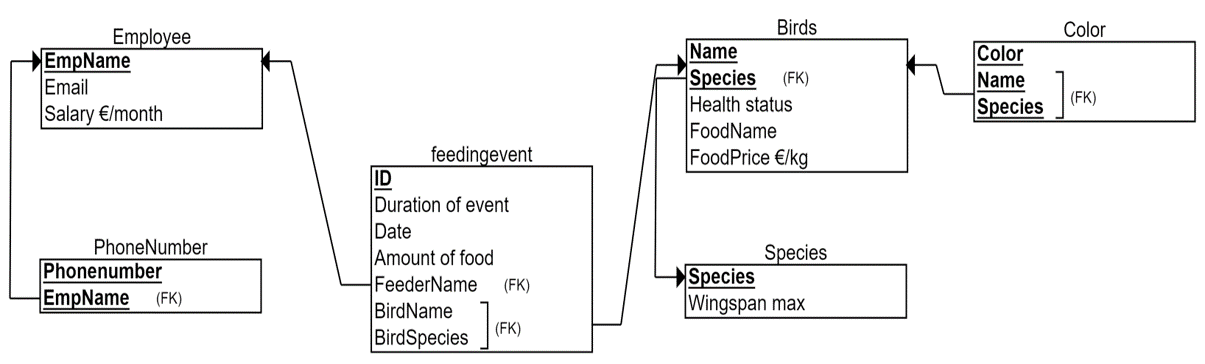 Employee
EmpName
Email
Salary €/month
PhoneNumber
Phonenumber
EmpName (FK)
feedingevent
ID
Duration of event
Date
Amount of food
FeederName (FK)
BirdName
BirdSpecies
(FK)
Birds
Name
Species (FK)
Health status
FoodName
FoodPrice €/kg
Species
Species
Wingspan max
Color
Color
Name
Species
(FK)